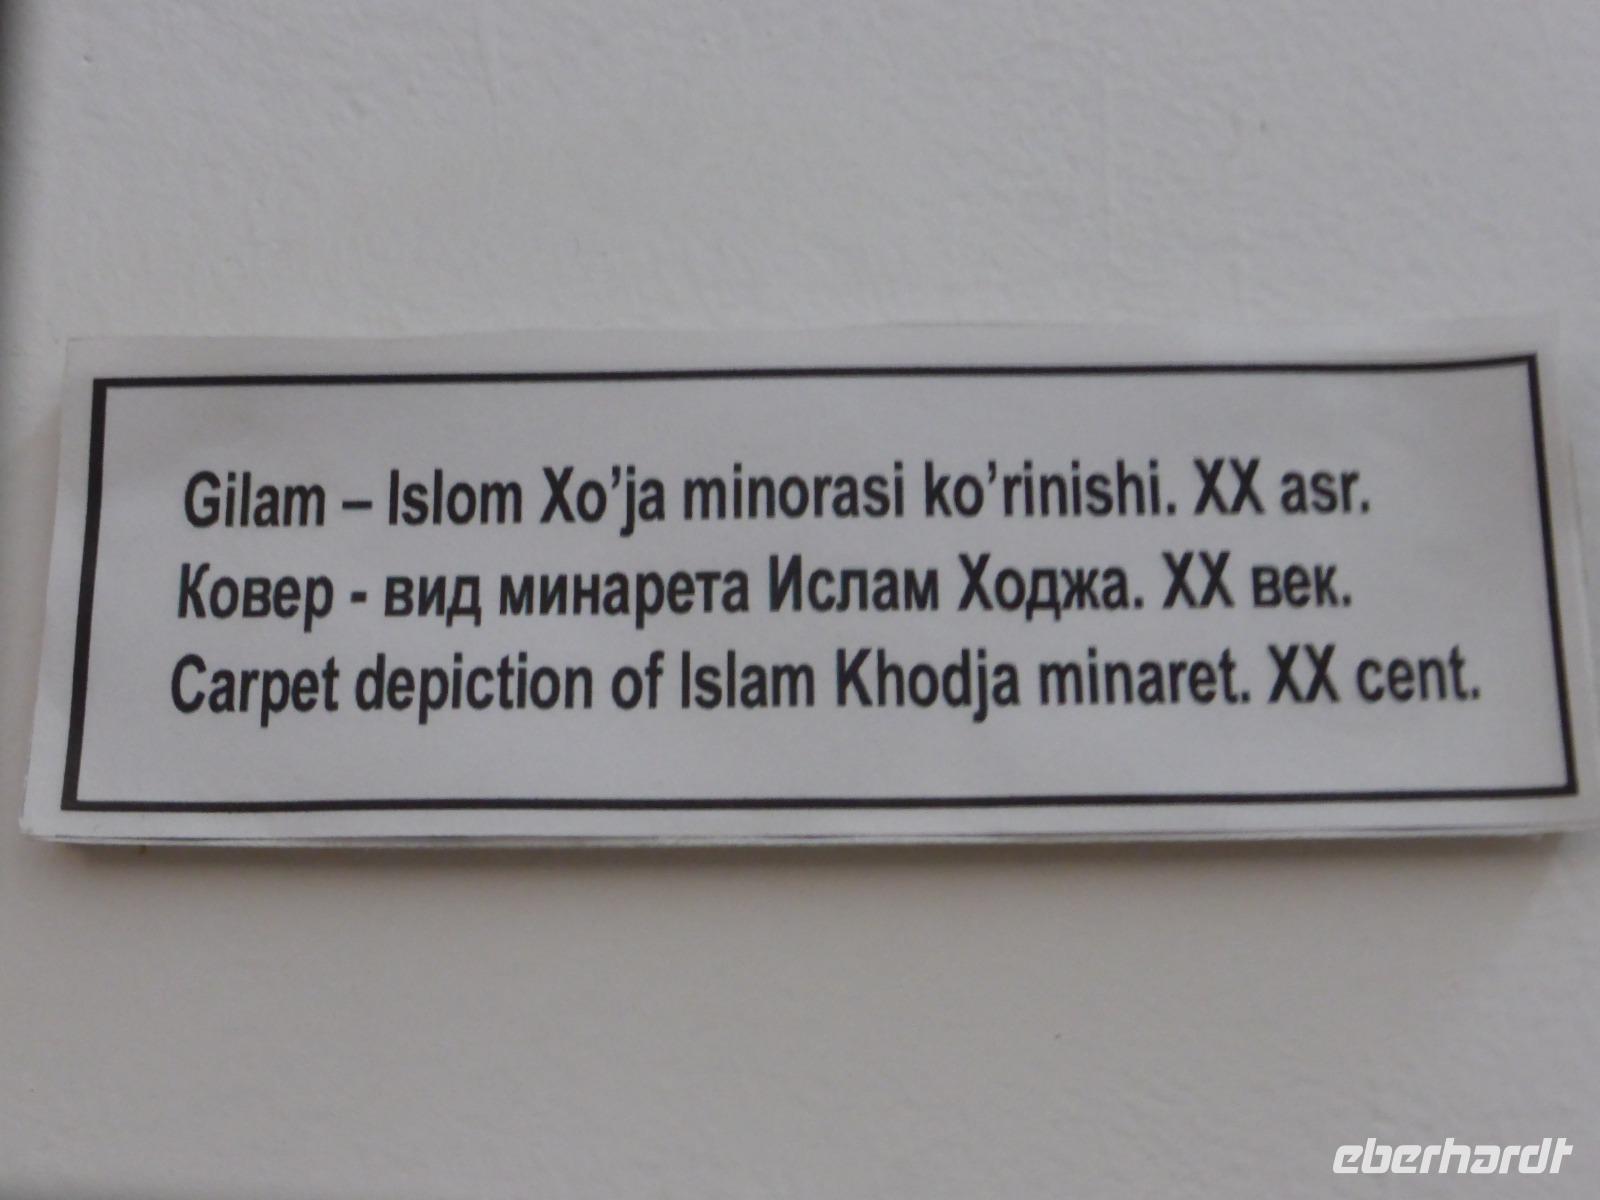 Gilam – Islom Xo’ja minorasi ko’rinishi. XX asr.
Ковер - вид минарета Ислам Ходжа. XX век.
Carpet depiction of Islam Khodja minaret. XX cent.
eberhardt